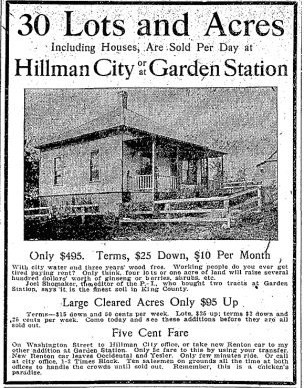 30 Lots and Acres
Including Houses, Are Sold Per Day at
Hillman City or at Garden Station
Only $495. Terms, $25 Down, $10 Per Month
With city water and three years' wood free. Working people do you ever get
tired paying rent? Only think, four lots or one acre of land will raise several
hundred dollars' worth of ginseng or berries, shrubs, etc.
Joel Shomaker, the editor of the P.-I., who bought two tracts at Garden
Station, says it is the finest soil in King County.
Large Cleared Acres Only $95 Up
Terms—$15 down and 50 cents per week. Lots, $35 up; terms $2 down and
25 cents per week. Come today and see these additions before they are all
sold out.
Five Cent Fare
On Washington Street to Hillman City office, or take new Renton car to my
other addition at Garden Station. Only 5c fare to this by using your transfer.
New Renton car leaves Occidental and Yesler. Only few minutes' ride. Or call
at city office, 1-2 Times Block. Ten salesmen on grounds all the time at both
offices to handle the crowds until sold out. Remember, this is a chicken's
paradise.